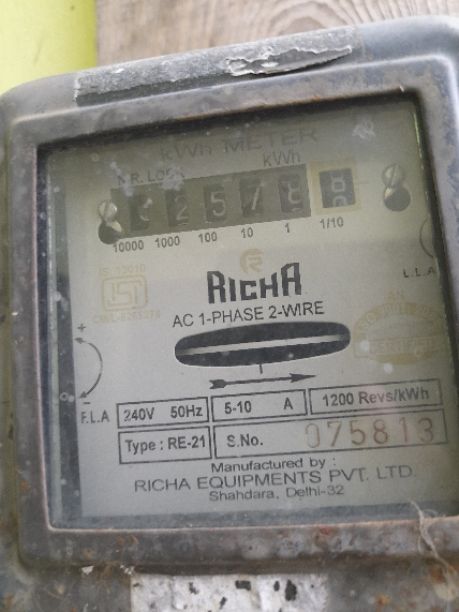 kWh METER
kWh
10000 1000 100 10 1 1/10
RICHA
AC 1-PHASE 2-WIRE
L.L.A
+
-
F.L.A
240V 50Hz 5-10 A 1200 Revs/kWh
Type : RE-21 S.No. 075813
Manufactured by :
RICHA EQUIPMENTS PVT. LTD.
Shahdara, Delhi-32